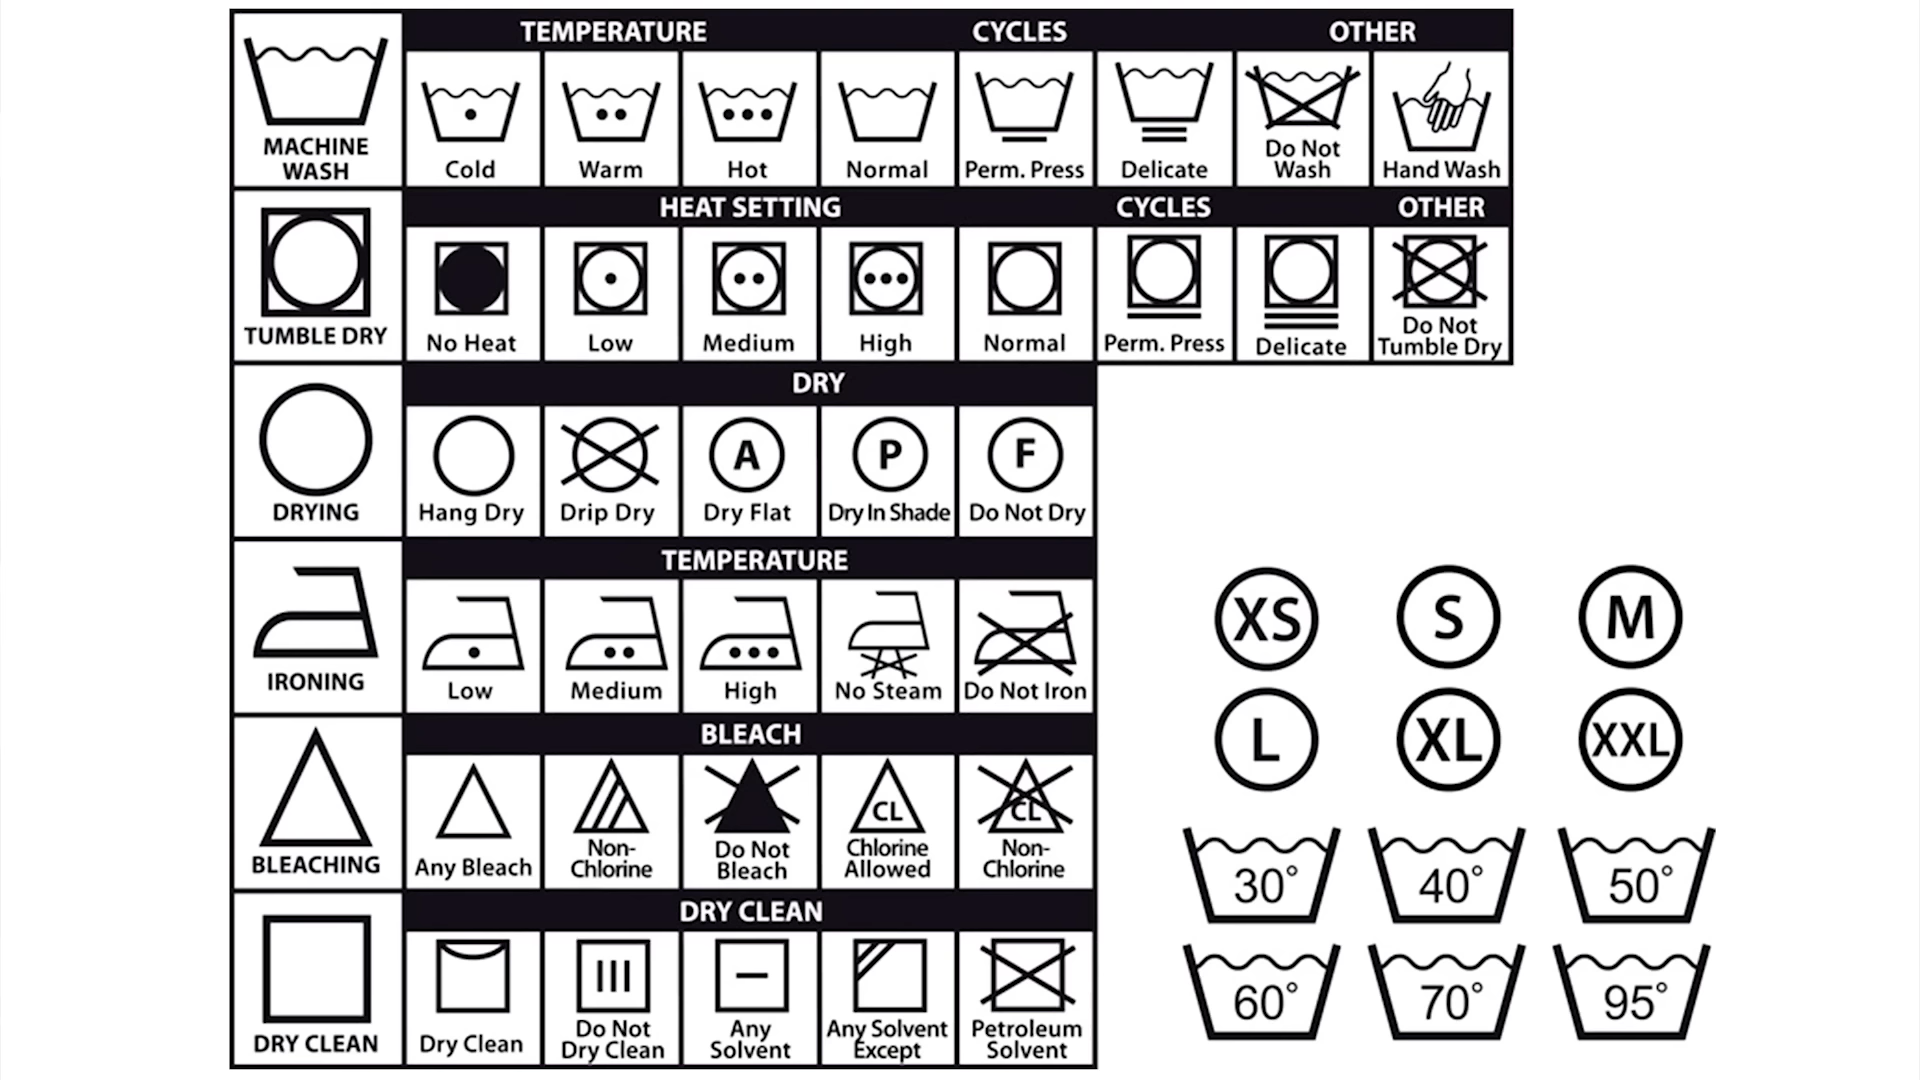 MACHINE
WASH
TEMPERATURE
CYCLES
OTHER
Cold
Warm
Hot
Normal
Perm. Press
Delicate
Do Not
Wash
Hand Wash
TUMBLE DRY
HEAT SETTING
CYCLES
OTHER
No Heat
Low
Medium
High
Normal
Perm. Press
Delicate
Do Not
Tumble Dry
DRYING
DRY
Hang Dry
Drip Dry
A
Dry Flat
P
Dry In Shade
F
Do Not Dry
IRONING
TEMPERATURE
Low
Medium
High
No Steam
Do Not Iron
BLEACHING
BLEACH
Any Bleach
Non-
Chlorine
Do Not
Bleach
CL
Chlorine
Allowed
CL
Non-
Chlorine
DRY CLEAN
DRY CLEAN
Dry Clean
Do Not
Dry Clean
Any
Solvent
Any Solvent
Except
Petroleum
Solvent
XS
S
M
L
XL
XXL
30°
40°
50°
60°
70°
95°